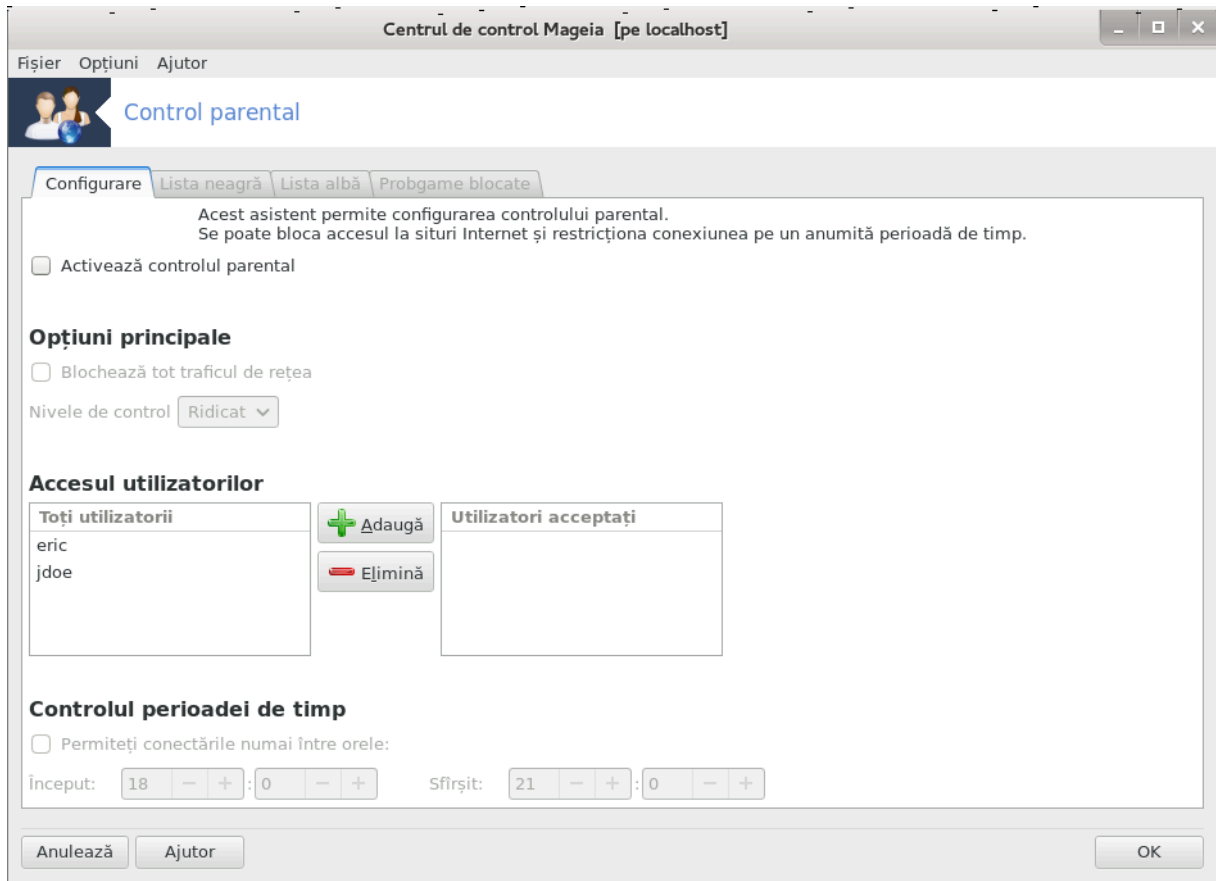 Centrul de control Mageia [pe localhost]
Fișier Opțiuni Ajutor
Control parental
Configurare Lista neagră Lista albă Probgame blocate
Acest asistent permite configurarea controlului parental.
Se poate bloca accesul la situri Internet și restricționa conexiunea pe un anumită perioadă de timp.
Activează controlul parental
Opțiuni principale
Blochează tot traficul de rețea
Nivele de control Ridicat
Accesul utilizatorilor
Toți utilizatorii Adaugă Utilizatori acceptați
eric
jdoe Elimină
Controlul perioadei de timp
Permiteți conectările numai între orele:
Început: 18 − + : 0 − + Sfîrșit: 21 − + : 0 − +
Anulează Ajutor OK